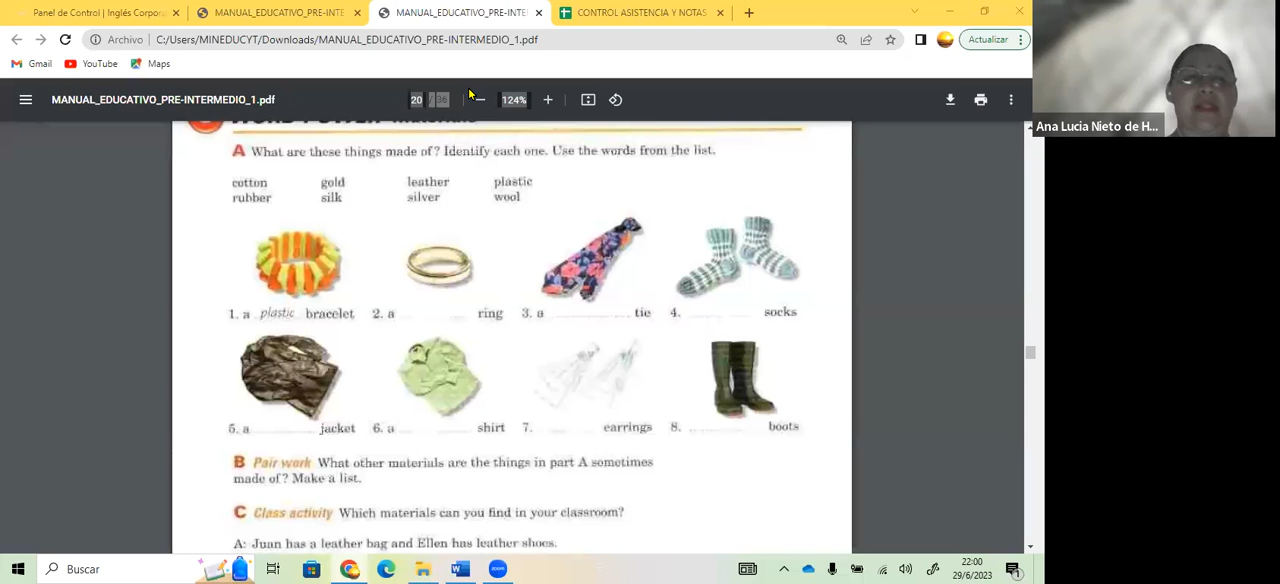 Panel de Control | Inglés Corpora
MANUAL_EDUCATIVO_PRE-INTE
MANUAL_EDUCATIVO_PRE-INTE
CONTROL ASISTENCIA Y NOTAS
Archivo C:/Users/MINEDUCYT/Downloads/MANUAL_EDUCATIVO_PRE-INTERMEDIO_1.pdf
Actualizar
Gmail YouTube Maps
MANUAL_EDUCATIVO_PRE-INTERMEDIO_1.pdf
20 / 36
124%
Ana Lucia Nieto de H...
A What are these things made of? Identify each one. Use the words from the list.
cotton gold leather plastic
rubber silk silver wool
1. a plastic bracelet 2. a ring 3. a tie 4. socks
5. a jacket 6. a shirt 7. earrings 8. boots
B Pair work What other materials are the things in part A sometimes
made of? Make a list.
C Class activity Which materials can you find in your classroom?
A: Juan has a leather bag and Ellen has leather shoes.
Buscar
22:00
29/6/2023
zoom
1